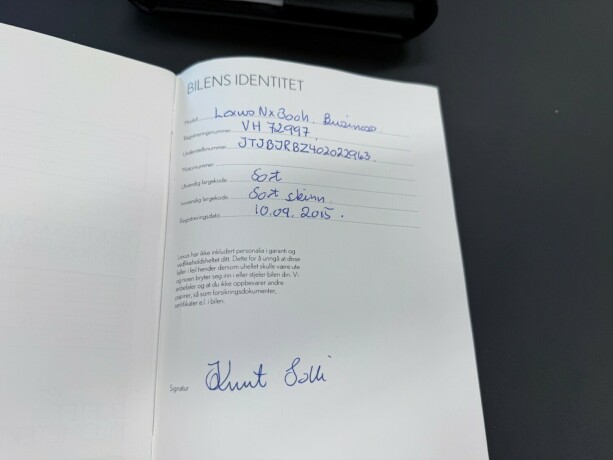 BILENS IDENTITET
Modell Lexus Nx300h. Business
Registreringsnummer VH 72997.
Understellsnummer JTJBJRBZ402022963.
Motornummer
Utvendig fargekode Sort
Innvendig fargekode Sort skinn
Registreringsdato 10.09.2015.
Lexus har ikke inkludert personalia i garanti og
vedlikeholdsheftet ditt. Dette for å unngå at disse
faller i feil hender dersom uhellet skulle være ute
og noen bryter seg inn i eller stjeler bilen din. Vi
anbefaler og at du ikke oppbevarer andre
papirer, så som forsikringsdokumenter,
sertifikater e.l. i bilen.
Signatur Knut Solli